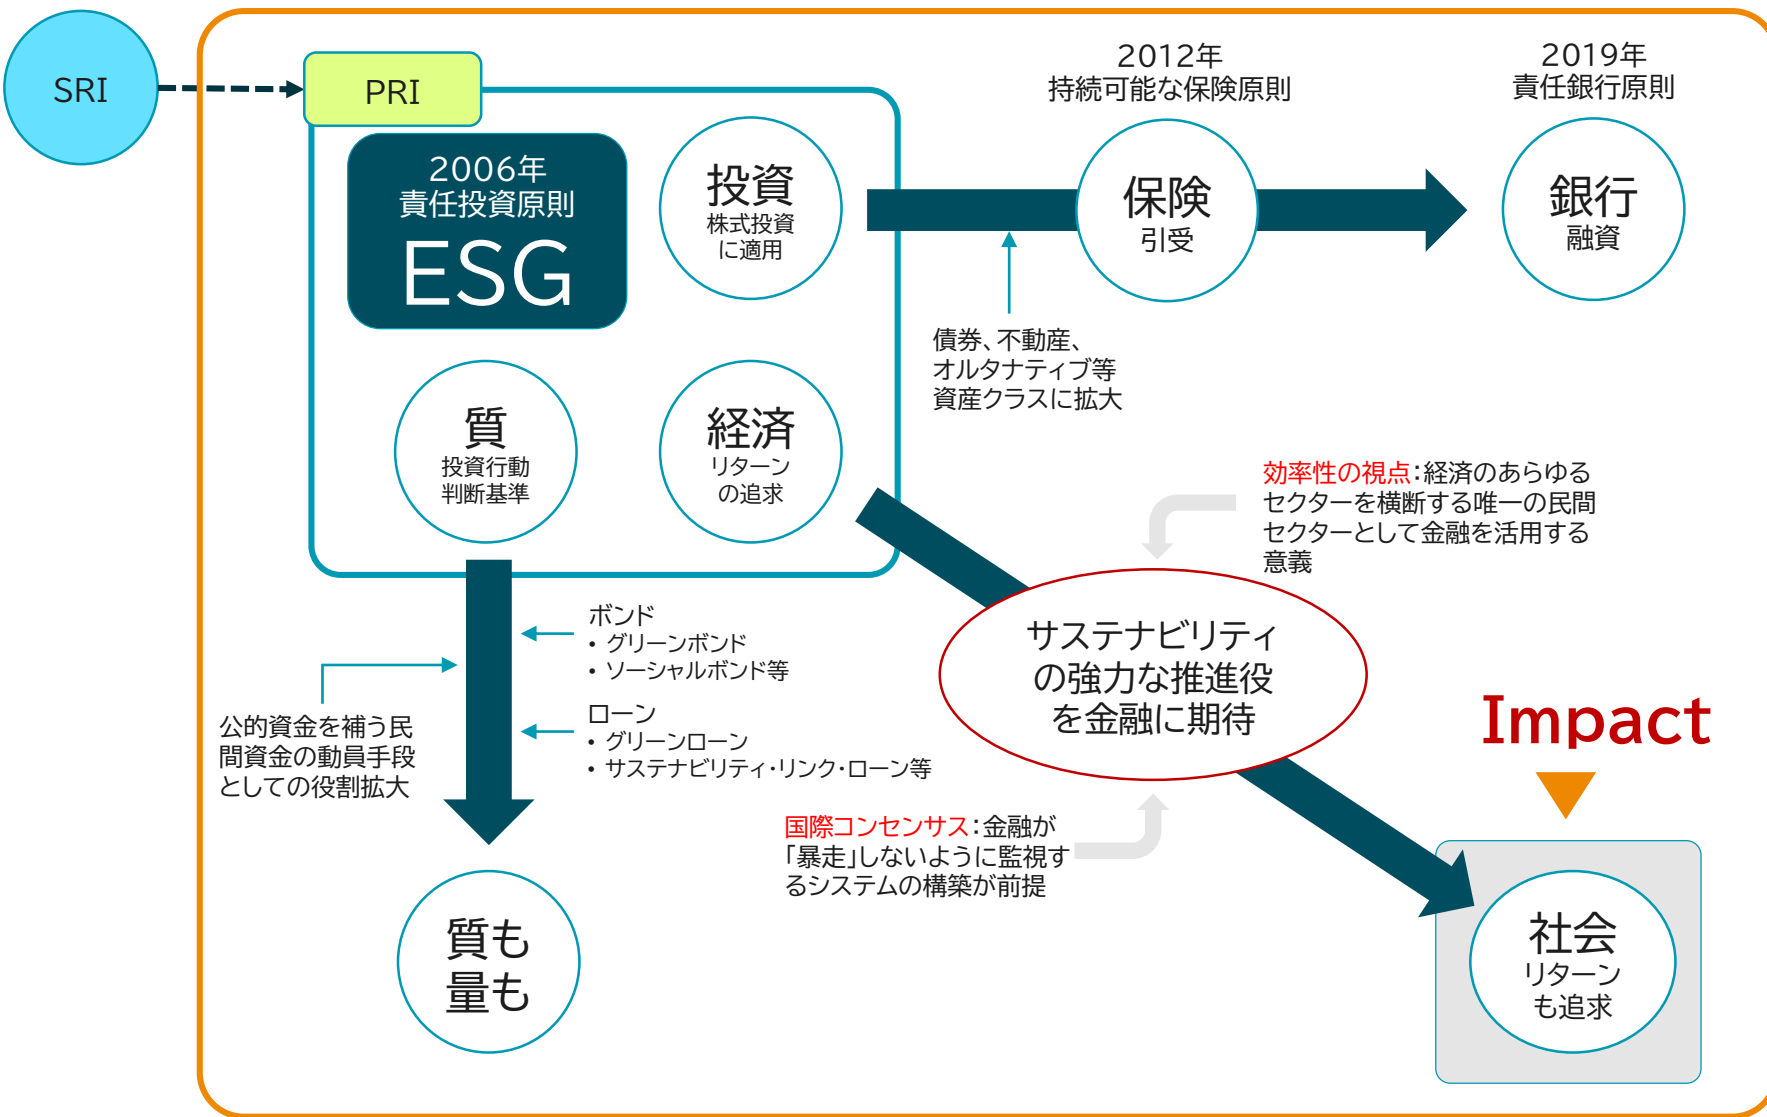 SRI
PRI
2006年
責任投資原則
ESG
投資
株式投資
に適用
2012年
持続可能な保険原則
保険
引受
2019年
責任銀行原則
銀行
融資
債券、不動産、
オルタナティブ等
資産クラスに拡大
質
投資行動
判断基準
経済
リターン
の追求
効率性の視点：経済のあらゆる
セクターを横断する唯一の民間
セクターとして金融を活用する
意義
ボンド
• グリーンボンド
• ソーシャルボンド等
ローン
• グリーンローン
• サステナビリティ・リンク・ローン等
公的資金を補う民
間資金の動員手段
としての役割拡大
サステナビリティ
の強力な推進役
を金融に期待
国際コンセンサス：金融が
「暴走」しないように監視す
るシステムの構築が前提
Impact
質も
量も
社会
リターン
も追求